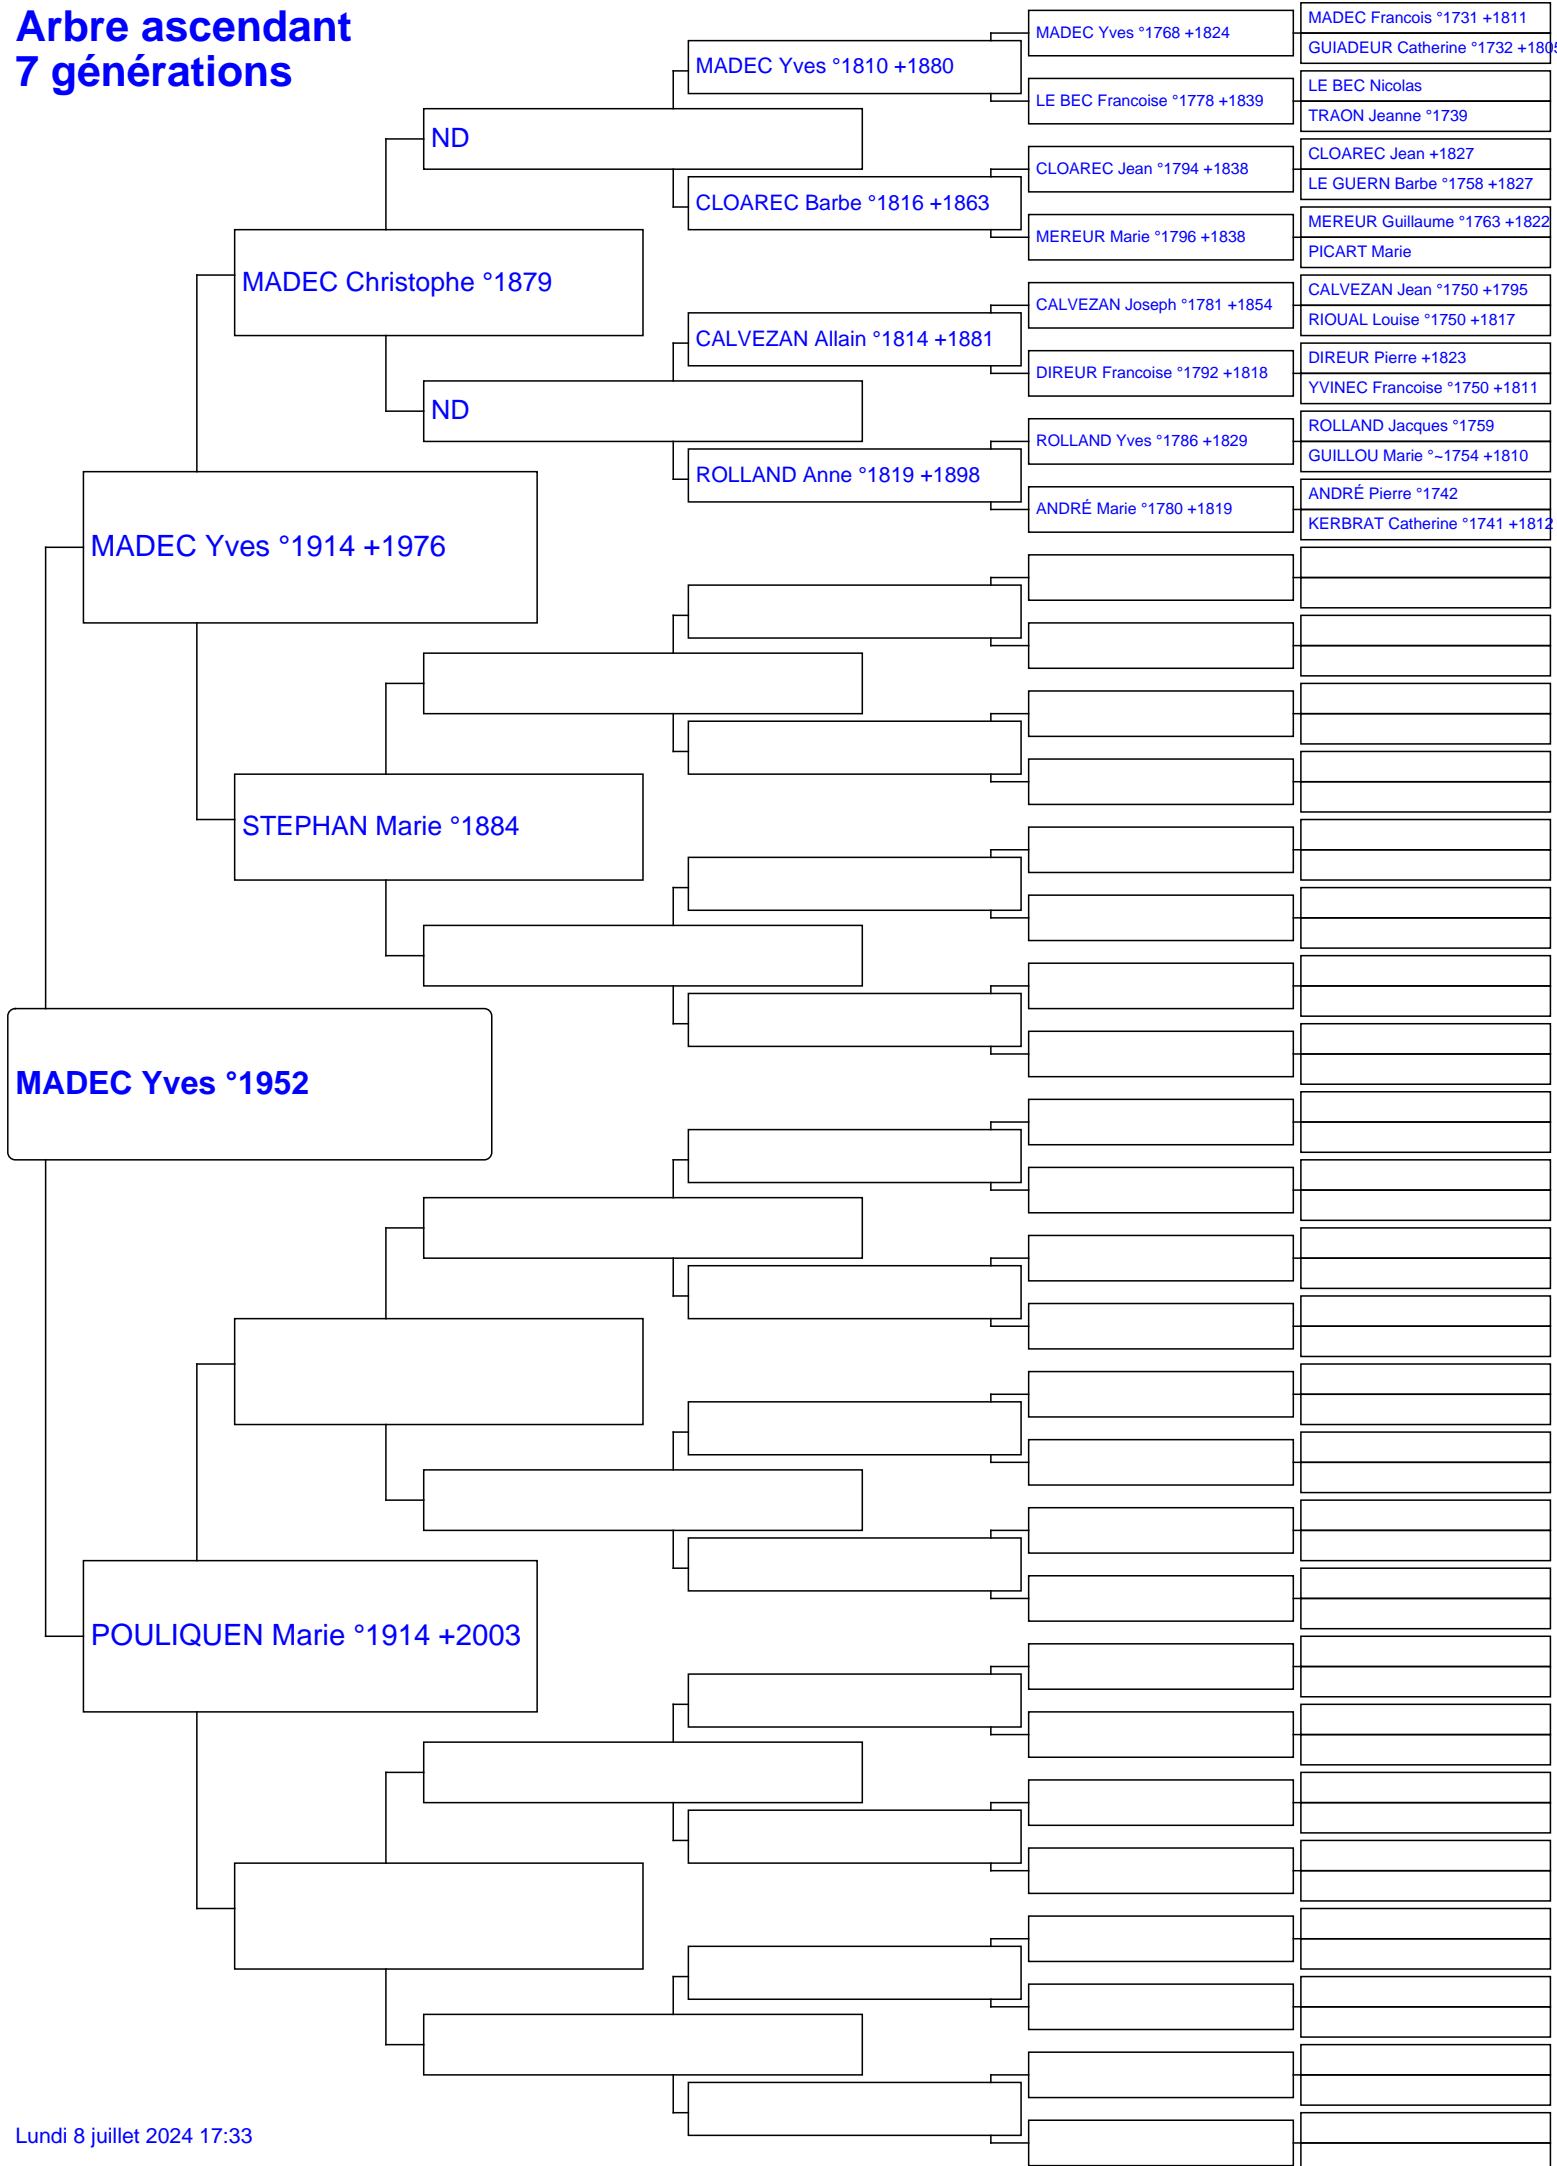 Arbre ascendant
7 générations
MADEC Yves °1952
MADEC Yves °1914 +1976
POULIQUEN Marie °1914 +2003
MADEC Christophe °1879
STEPHAN Marie °1884
ND
ND
MADEC Yves °1810 +1880
CLOAREC Barbe °1816 +1863
CALVEZAN Allain °1814 +1881
ROLLAND Anne °1819 +1898
MADEC Yves °1768 +1824
LE BEC Francoise °1778 +1839
CLOAREC Jean °1794 +1838
MEREUR Marie °1796 +1838
CALVEZAN Joseph °1781 +1854
DIREUR Francoise °1792 +1818
ROLLAND Yves °1786 +1829
ANDRÉ Marie °1780 +1819
MADEC Francois °1731 +1811
GUIADEUR Catherine °1732 +1805
LE BEC Nicolas
TRAON Jeanne °1739
CLOAREC Jean +1827
LE GUERN Barbe °1758 +1827
MEREUR Guillaume °1763 +1822
PICART Marie
CALVEZAN Jean °1750 +1795
RIOUAL Louise °1750 +1817
DIREUR Pierre +1823
YVINEC Francoise °1750 +1811
ROLLAND Jacques °1759
GUILLOU Marie °~1754 +1810
ANDRÉ Pierre °1742
KERBRAT Catherine °1741 +1812
Lundi 8 juillet 2024 17:33